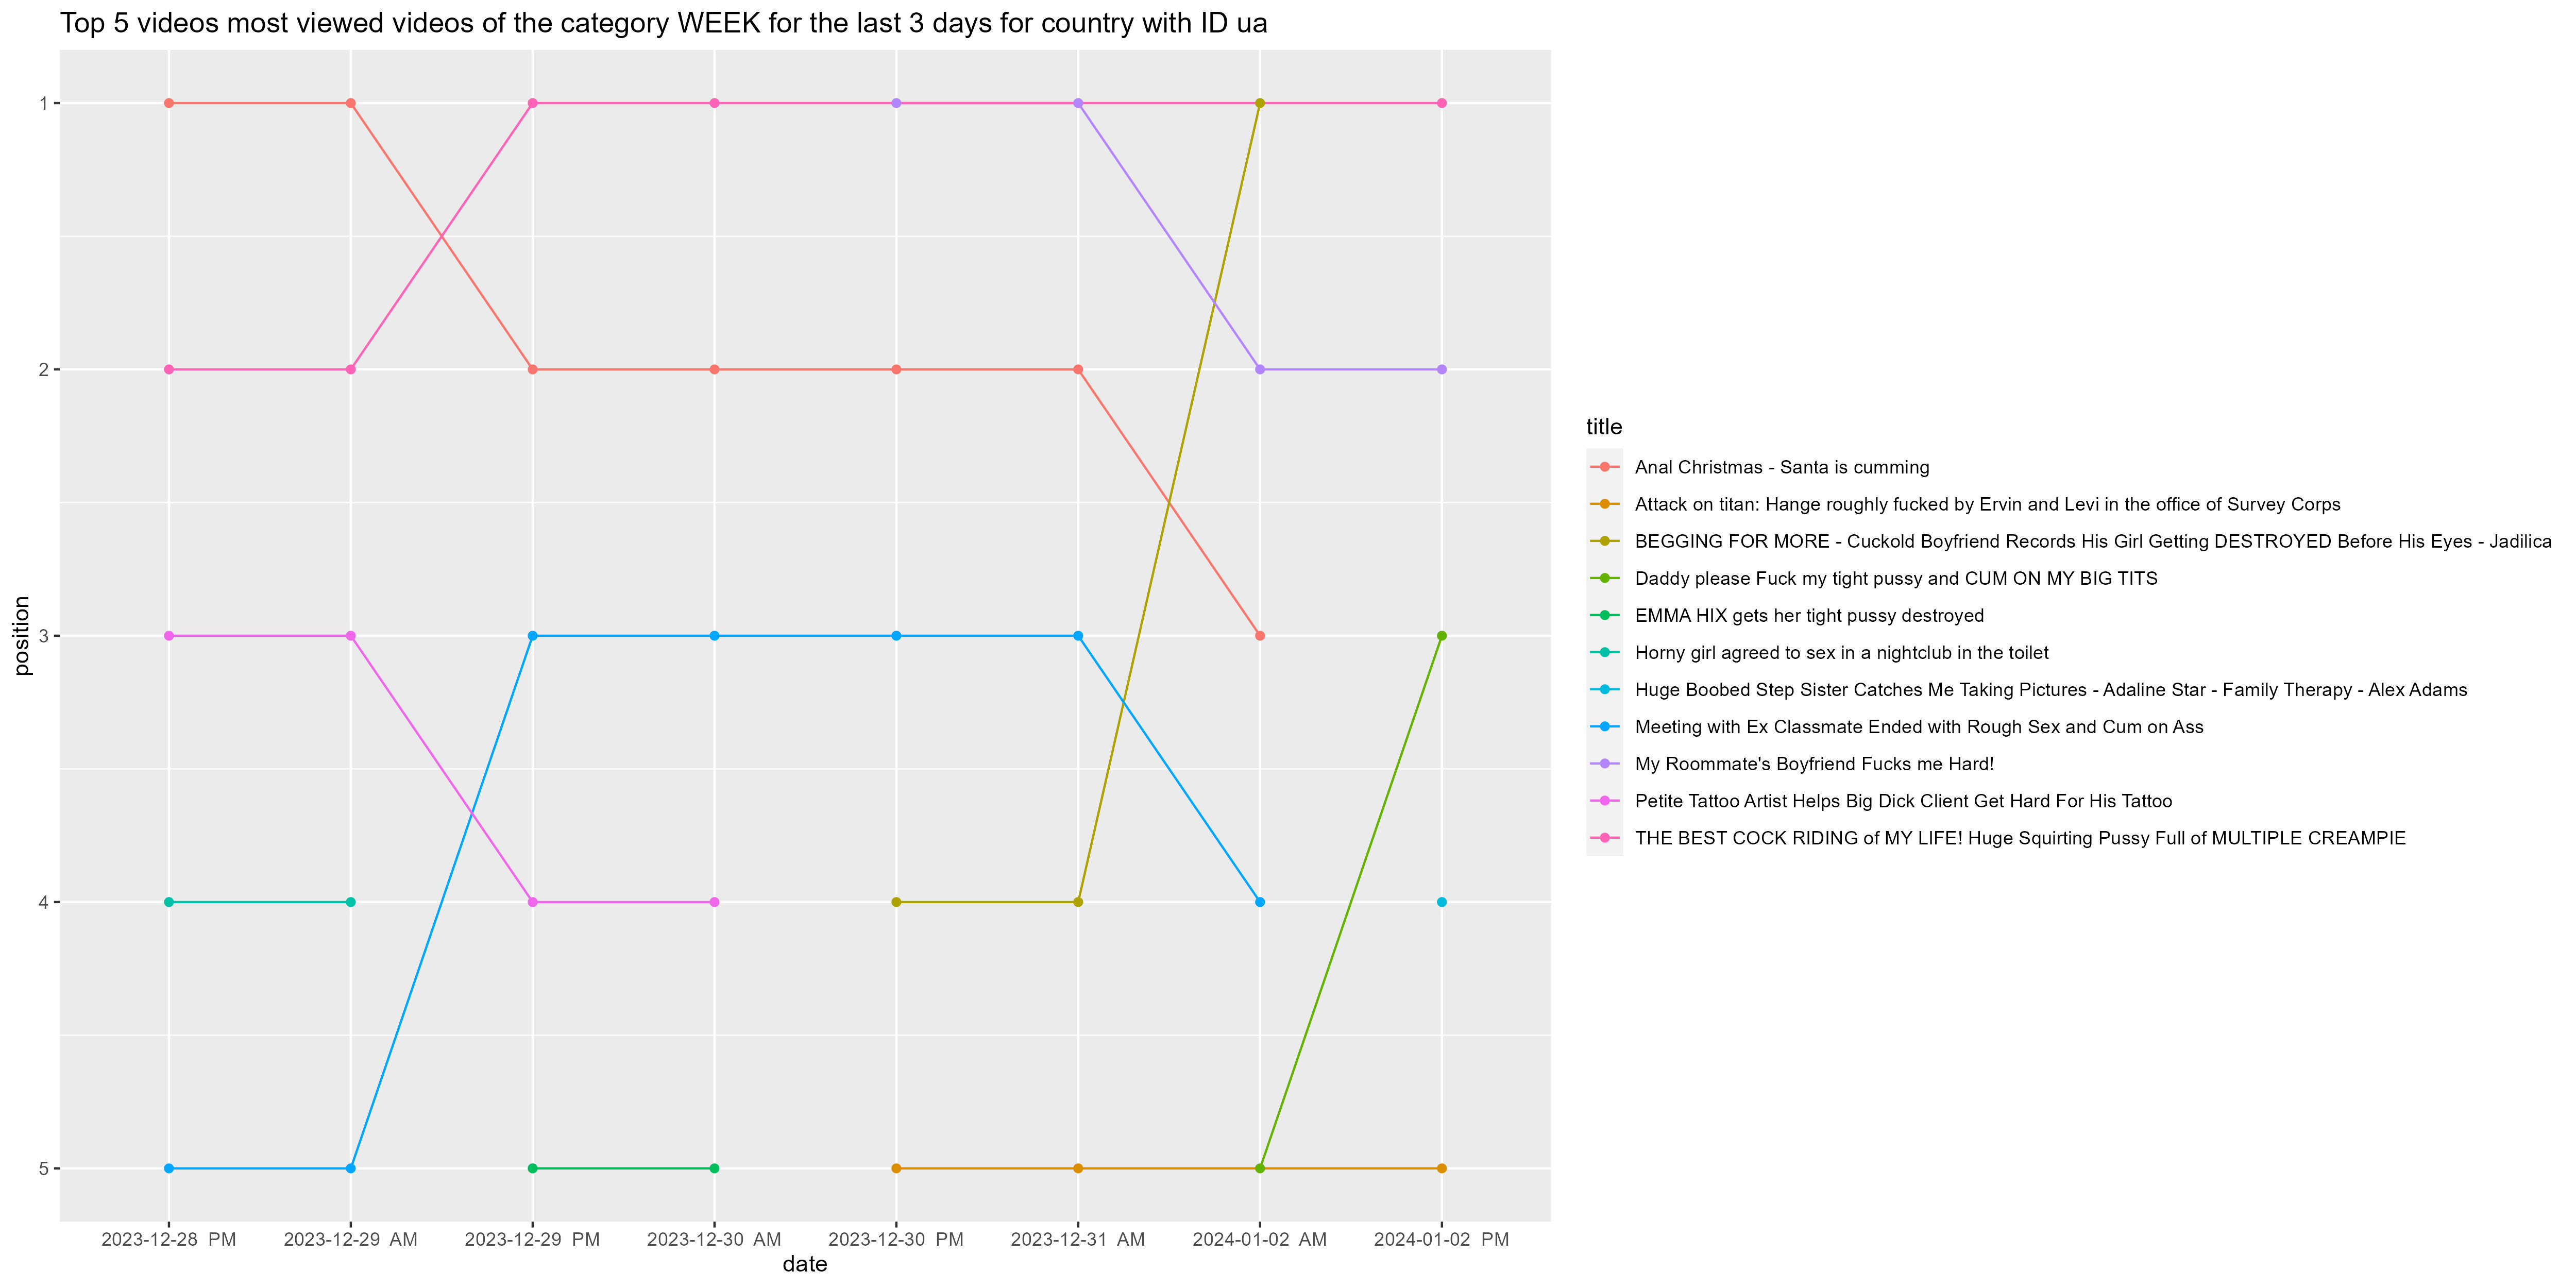 Top 5 videos most viewed videos of the category WEEK for the last 3 days for country with ID ua
1
2
3
4
5
position
2023-12-28 PM
2023-12-29 AM
2023-12-29 PM
2023-12-30 AM
2023-12-30 PM
2023-12-31 AM
2024-01-02 AM
2024-01-02 PM
date
title
Anal Christmas - Santa is cumming
Attack on titan: Hange roughly fucked by Ervin and Levi in the office of Survey Corps
BEGGING FOR MORE - Cuckold Boyfriend Records His Girl Getting DESTROYED Before His Eyes - Jadilica
Daddy please Fuck my tight pussy and CUM ON MY BIG TITS
EMMA HIX gets her tight pussy destroyed
Horny girl agreed to sex in a nightclub in the toilet
Huge Boobed Step Sister Catches Me Taking Pictures - Adaline Star - Family Therapy - Alex Adams
Meeting with Ex Classmate Ended with Rough Sex and Cum on Ass
My Roommate's Boyfriend Fucks me Hard!
Petite Tattoo Artist Helps Big Dick Client Get Hard For His Tattoo
THE BEST COCK RIDING of MY LIFE! Huge Squirting Pussy Full of MULTIPLE CREAMPIE